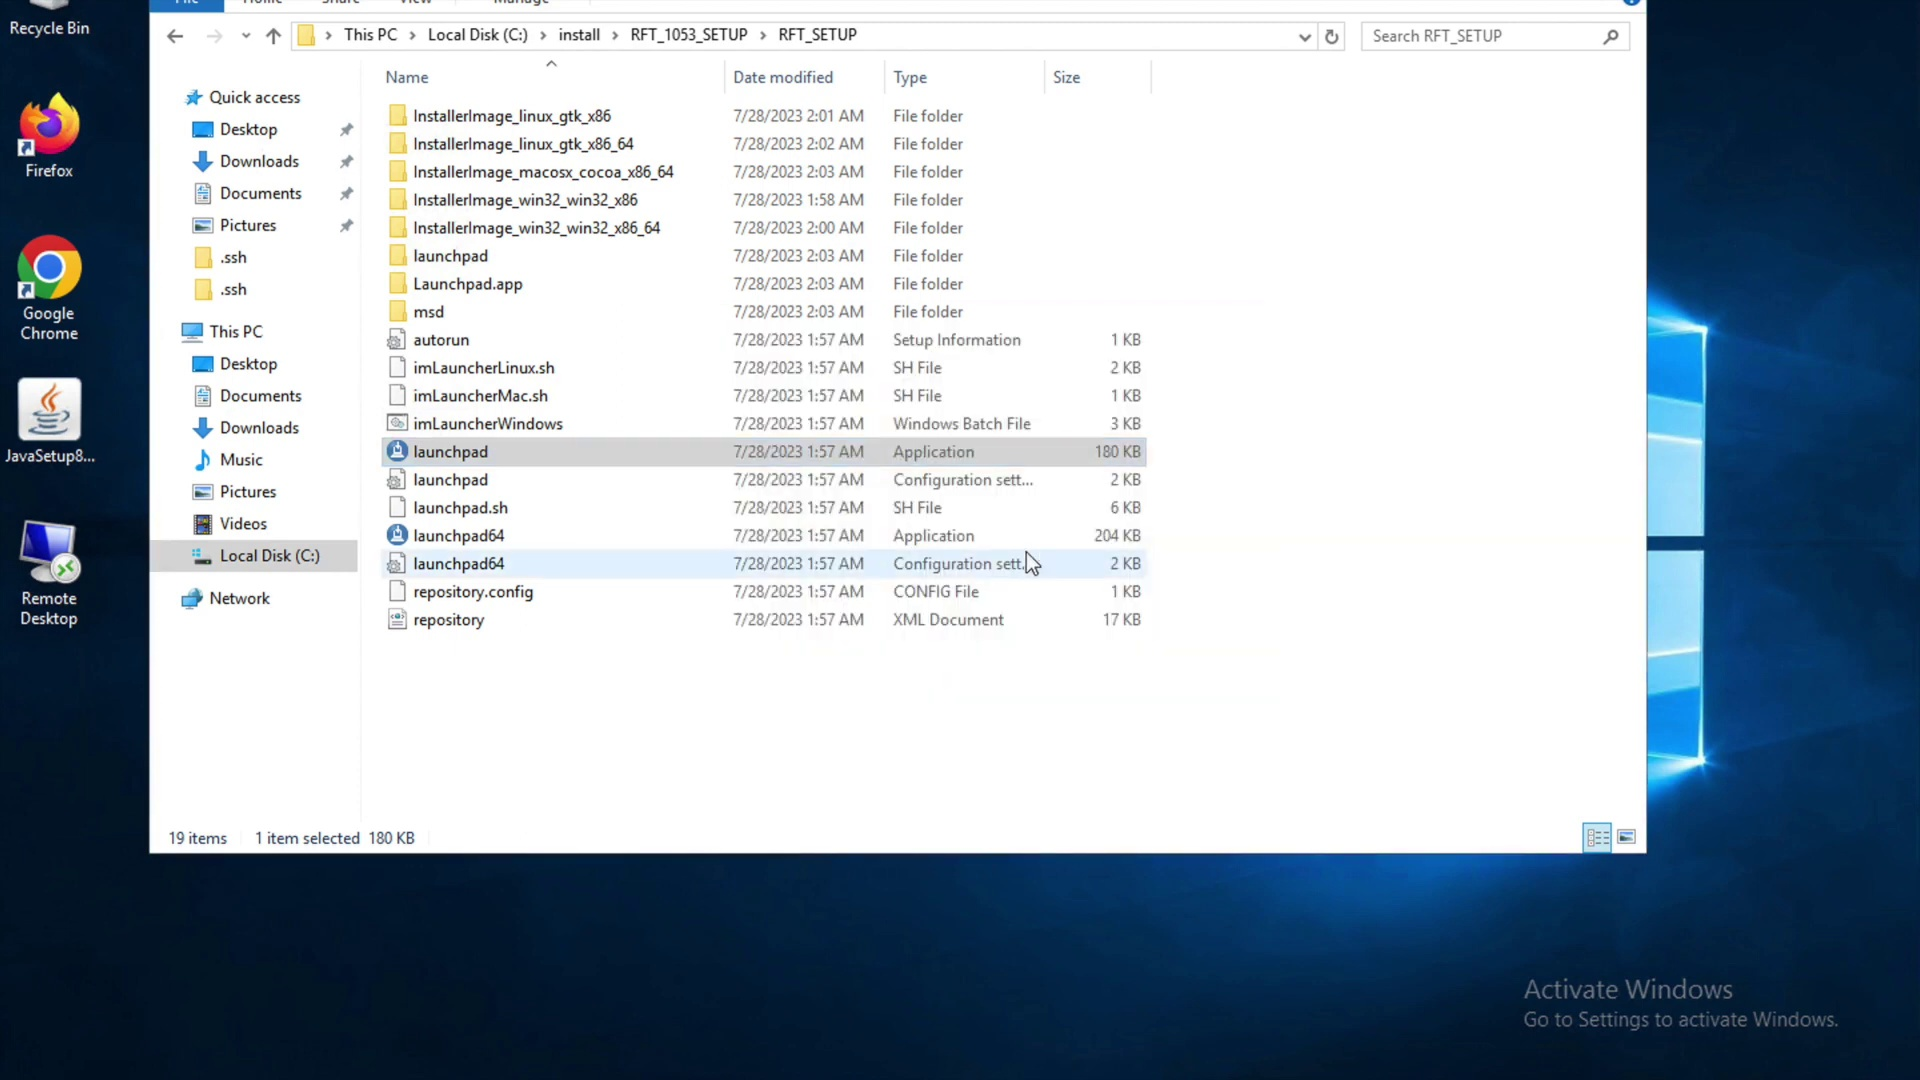 Recycle Bin
Firefox
Google
Chrome
JavaSetup8...
Remote
Desktop
File Home Share View Manage
This PC Local Disk (C:) install RFT_1053_SETUP RFT_SETUP
Search RFT_SETUP
Quick access
Desktop
Downloads
Documents
Pictures
.ssh
.ssh
This PC
Desktop
Documents
Downloads
Music
Pictures
Videos
Local Disk (C:)
Network
Name Date modified Type Size
InstallerImage_linux_gtk_x86 7/28/2023 2:01 AM File folder
InstallerImage_linux_gtk_x86_64 7/28/2023 2:02 AM File folder
InstallerImage_macosx_cocoa_x86_64 7/28/2023 2:03 AM File folder
InstallerImage_win32_win32_x86 7/28/2023 1:58 AM File folder
InstallerImage_win32_win32_x86_64 7/28/2023 2:00 AM File folder
launchpad 7/28/2023 2:03 AM File folder
Launchpad.app 7/28/2023 2:03 AM File folder
msd 7/28/2023 2:03 AM File folder
autorun 7/28/2023 1:57 AM Setup Information 1 KB
imLauncherLinux.sh 7/28/2023 1:57 AM SH File 2 KB
imLauncherMac.sh 7/28/2023 1:57 AM SH File 1 KB
imLauncherWindows 7/28/2023 1:57 AM Windows Batch File 3 KB
launchpad 7/28/2023 1:57 AM Application 180 KB
launchpad 7/28/2023 1:57 AM Configuration sett... 2 KB
launchpad.sh 7/28/2023 1:57 AM SH File 6 KB
launchpad64 7/28/2023 1:57 AM Application 204 KB
launchpad64 7/28/2023 1:57 AM Configuration sett... 2 KB
repository.config 7/28/2023 1:57 AM CONFIG File 1 KB
repository 7/28/2023 1:57 AM XML Document 17 KB
19 items 1 item selected 180 KB
Activate Windows
Go to Settings to activate Windows.